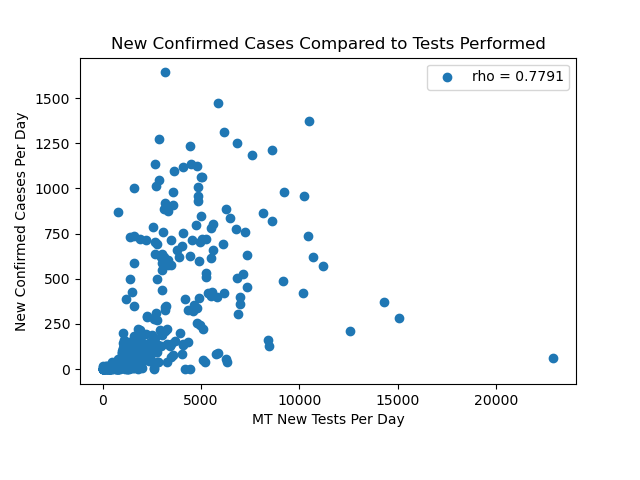 New Confirmed Cases Compared to Tests Performed
rho = 0.7791
New Confirmed Caeses Per Day
1500
1250
1000
750
500
250
0
0 5000 10000 15000 20000
MT New Tests Per Day